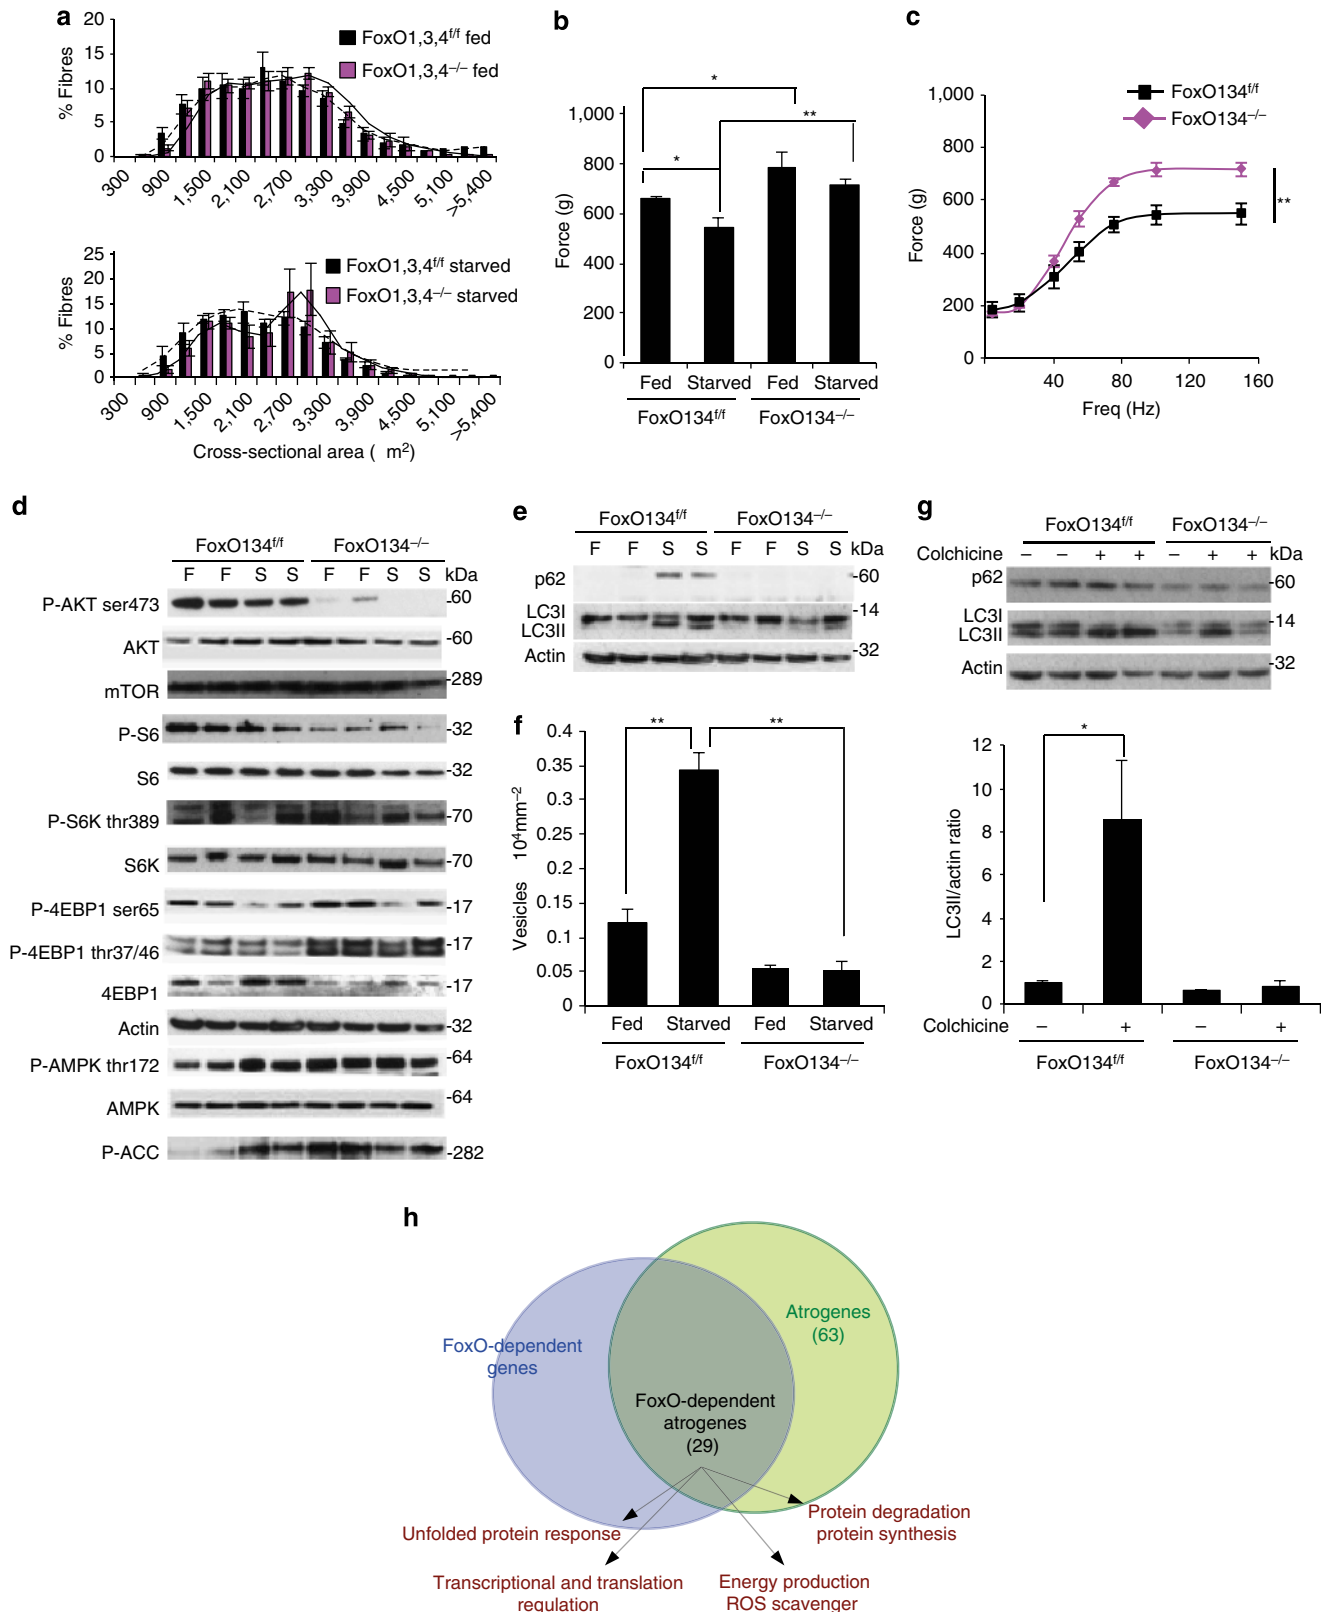 a
20
15
10
5
0
% Fibres
FoxO1,3,4f/f fed
FoxO1,3,4–/– fed
300
900
1,500
2,100
2,700
3,300
3,900
4,500
5,100
>5,400
25
20
15
10
5
0
% Fibres
FoxO1,3,4f/f starved
FoxO1,3,4–/– starved
300
900
1,500
2,100
2,700
3,300
3,900
4,500
5,100
>5,400
Cross-sectional area ( m2)
b
1,000
800
600
400
200
0
Force (g)
*
*
**
Fed Starved Fed Starved
FoxO134f/f FoxO134–/–
c
FoxO134f/f
FoxO134–/–
1,000
800
600
400
200
0
Force (g)
**
40 80 120 160
Freq (Hz)
d
FoxO134f/f FoxO134–/–
F F S S F F S S kDa
P-AKT ser473 -60
AKT -60
mTOR -289
P-S6 -32
S6 -32
P-S6K thr389 -70
S6K -70
P-4EBP1 ser65 -17
P-4EBP1 thr37/46 -17
4EBP1 -17
Actin -32
P-AMPK thr172 -64
AMPK -64
P-ACC -282
e
FoxO134f/f FoxO134–/–
F F S S F F S S kDa
p62 -60
LC3I -14
LC3II
Actin -32
f
0.4
0.35
0.3
0.25
0.2
0.15
0.1
0.05
0
Vesicles 104mm–2
** **
Fed Starved Fed Starved
FoxO134f/f FoxO134–/–
g
FoxO134f/f FoxO134–/–
Colchicine – – + + – + + kDa
p62 -60
LC3I -14
LC3II
Actin -32
12
10
8
6
4
2
0
LC3II/actin ratio
*
Colchicine – + – +
FoxO134f/f FoxO134–/–
h
FoxO-dependent
genes
Atrogenes
(63)
FoxO-dependent
atrogenes
(29)
Unfolded protein response
Protein degradation
protein synthesis
Transcriptional and translation
regulation
Energy production
ROS scavenger